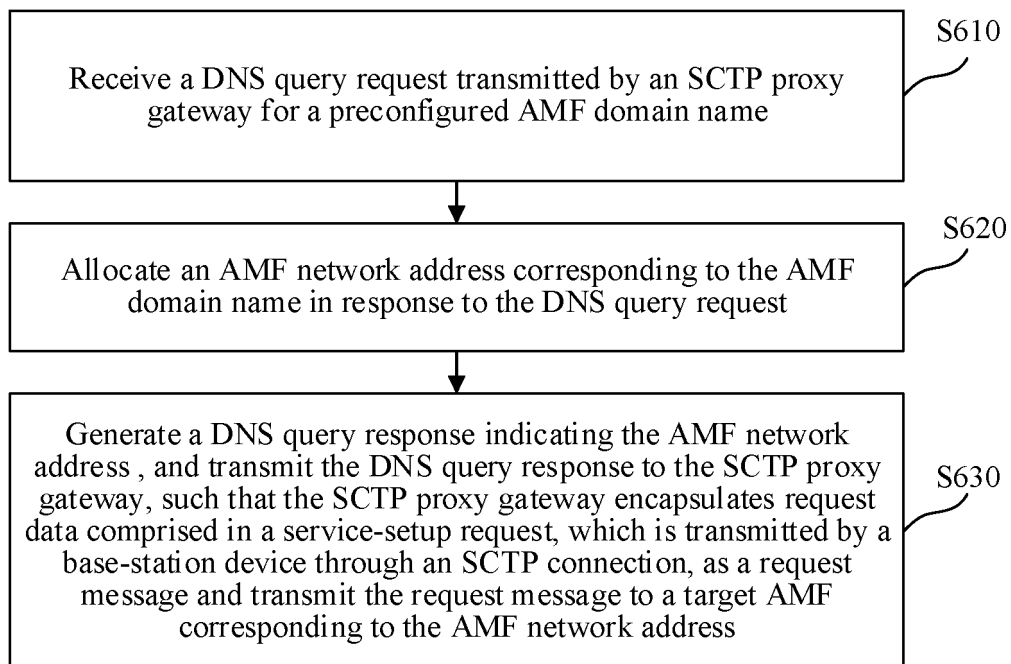 S610
Receive a DNS query request transmitted by an SCTP proxy
gateway for a preconfigured AMF domain name
S620
Allocate an AMF network address corresponding to the AMF
domain name in response to the DNS query request
S630
Generate a DNS query response indicating the AMF network
address , and transmit the DNS query response to the SCTP proxy
gateway, such that the SCTP proxy gateway encapsulates request
data comprised in a service-setup request, which is transmitted by a
base-station device through an SCTP connection, as a request
message and transmit the request message to a target AMF
corresponding to the AMF network address